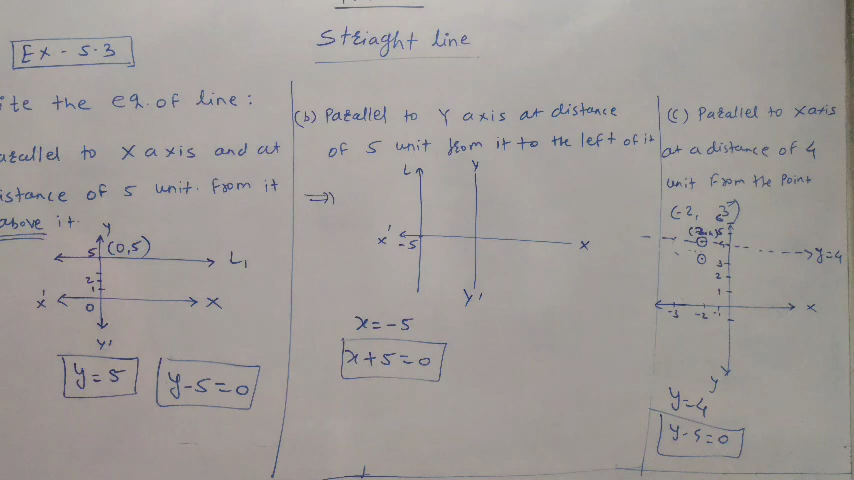 Striaght line
Ex - 5.3
ite the eq. of line:
arallel to X axis and at
istance of 5 unit. from it
above it.
y
5 (0,5)
L1
2
1
X'
0
X
Y'
y = 5
y-5=0
(b) Parallel to Y axis at distance
of 5 unit from it to the left of it
⇒
L
Y
X'
-5
X
Y'
x = -5
x+5=0
(c) Parallel to xaxis
at a distance of 4
unit from the point
(-2,
5
4
y=4
3
2
1
-3 -2 -1
X
y
y=4